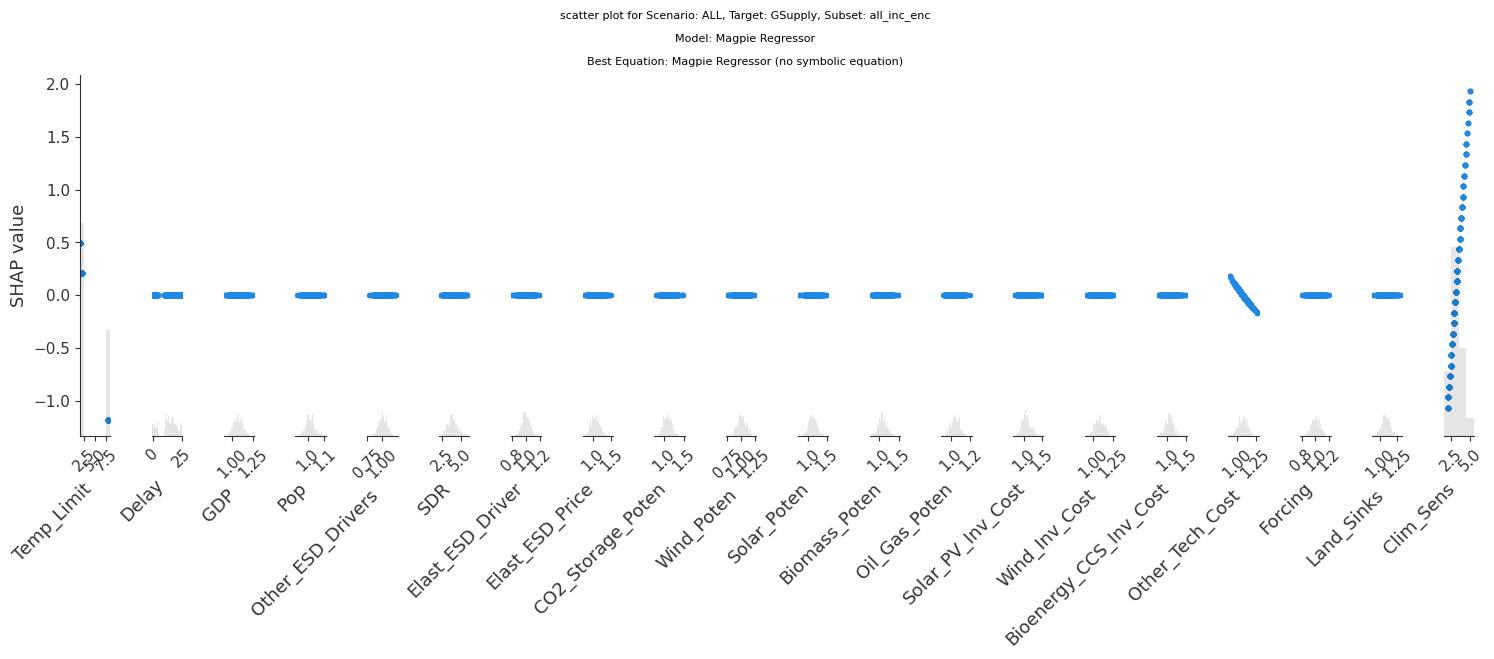 scatter plot for Scenario: ALL, Target: GSupply, Subset: all_inc_enc
Model: Magpie Regressor
Best Equation: Magpie Regressor (no symbolic equation)
SHAP value
2.0
1.5
1.0
0.5
0.0
−0.5
−1.0
2.5 5.0 7.5
Temp_Limit
0 25
Delay
1.00 1.25
GDP
1.0 1.1
Pop
0.75 1.00
Other_ESD_Drivers
2.5 5.0
SDR
0.8 1.0 1.2
Elast_ESD_Driver
1.0 1.5
Elast_ESD_Price
1.0 1.5
CO2_Storage_Poten
0.75 1.00 1.25
Wind_Poten
1.0 1.5
Solar_Poten
1.0 1.5
Biomass_Poten
1.0 1.2
Oil_Gas_Poten
1.0 1.5
Solar_PV_Inv_Cost
1.00 1.25
Wind_Inv_Cost
1.0 1.5
Bioenergy_CCS_Inv_Cost
1.00 1.25
Other_Tech_Cost
0.8 1.0 1.2
Forcing
1.00 1.25
Land_Sinks
2.5 5.0
Clim_Sens